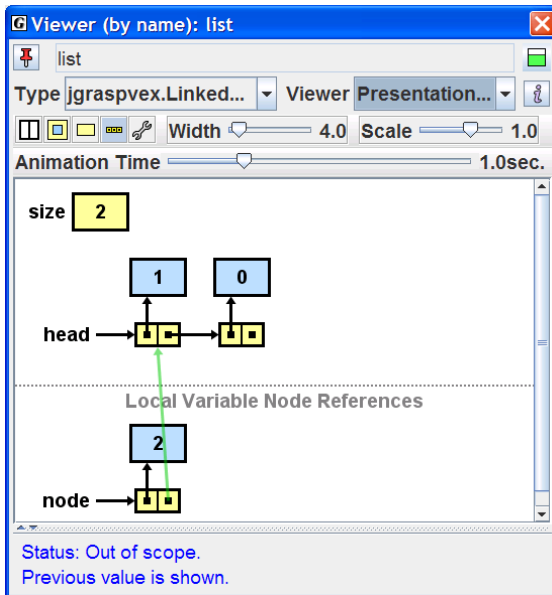 Viewer (by name): list
list
Type jgraspvex.Linked... Viewer Presentation...
Width 4.0 Scale 1.0
Animation Time 1.0sec.
size 2
1 0
head
Local Variable Node References
2
node
Status: Out of scope.
Previous value is shown.